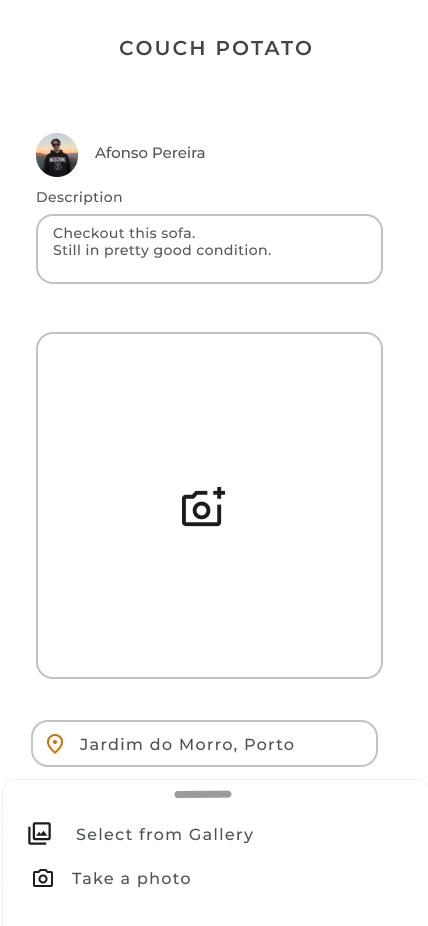 COUCH POTATO
Afonso Pereira
Description
Checkout this sofa.
Still in pretty good condition.
Jardim do Morro, Porto
Select from Gallery
Take a photo